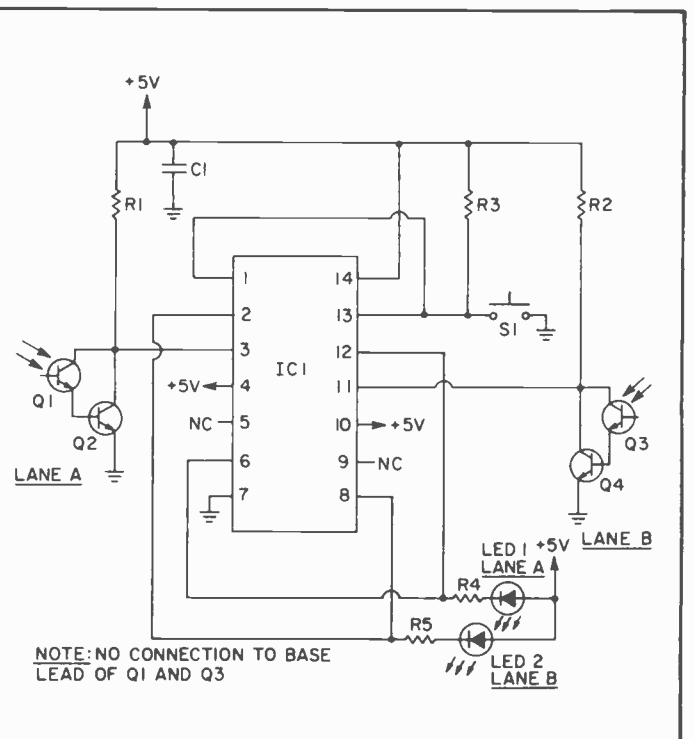 +5V
C1
R1
R3
R2
1
14
2
13
S1
3
12
IC1
11
+5V
4
Q1
NC
5
10
+5V
Q2
6
9
NC
Q3
LANE A
7
8
Q4
LANE B
LED 1
+5V
LANE A
R4
R5
LED 2
LANE B
NOTE: NO CONNECTION TO BASE
LEAD OF Q1 AND Q3